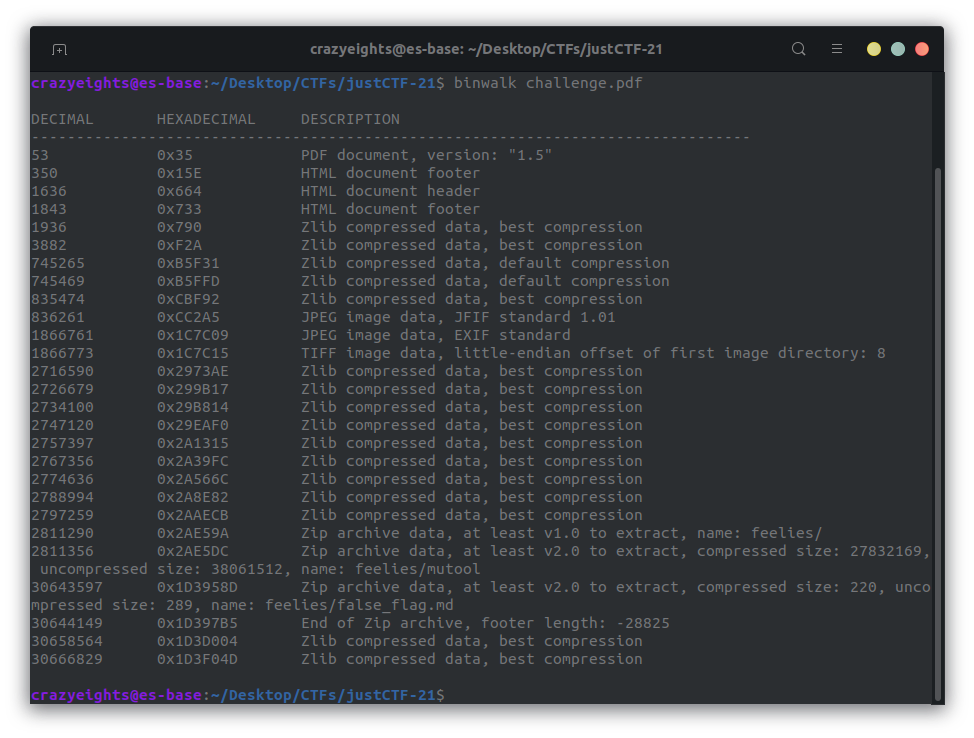 crazyeights@es-base: ~/Desktop/CTFs/justCTF-21
crazyeights@es-base:~/Desktop/CTFs/justCTF-21$ binwalk challenge.pdf
DECIMAL       HEXADECIMAL     DESCRIPTION
--------------------------------------------------------------------------------
53            0x35            PDF document, version: "1.5"
350           0x15E           HTML document footer
1636          0x664           HTML document header
1843          0x733           HTML document footer
1936          0x790           Zlib compressed data, best compression
3882          0xF2A           Zlib compressed data, best compression
745265        0xB5F31         Zlib compressed data, default compression
745469        0xB5FFD         Zlib compressed data, default compression
835474        0xCBF92         Zlib compressed data, best compression
836261        0xCC2A5         JPEG image data, JFIF standard 1.01
1866761       0x1C7C09        JPEG image data, EXIF standard
1866773       0x1C7C15        TIFF image data, little-endian offset of first image directory: 8
2716590       0x2973AE        Zlib compressed data, best compression
2726679       0x299B17        Zlib compressed data, best compression
2734100       0x29B814        Zlib compressed data, best compression
2747120       0x29EAF0        Zlib compressed data, best compression
2757397       0x2A1315        Zlib compressed data, best compression
2767356       0x2A39FC        Zlib compressed data, best compression
2774636       0x2A566C        Zlib compressed data, best compression
2788994       0x2A8E82        Zlib compressed data, best compression
2797259       0x2AAECB        Zlib compressed data, best compression
2811290       0x2AE59A        Zip archive data, at least v1.0 to extract, name: feelies/
2811356       0x2AE5DC        Zip archive data, at least v2.0 to extract, compressed size: 27832169,
 uncompressed size: 38061512, name: feelies/mutool
30643597      0x1D3958D       Zip archive data, at least v2.0 to extract, compressed size: 220, unco
mpressed size: 289, name: feelies/false_flag.md
30644149      0x1D397B5       End of Zip archive, footer length: -28825
30658564      0x1D3D004       Zlib compressed data, best compression
30666829      0x1D3F04D       Zlib compressed data, best compression
crazyeights@es-base:~/Desktop/CTFs/justCTF-21$